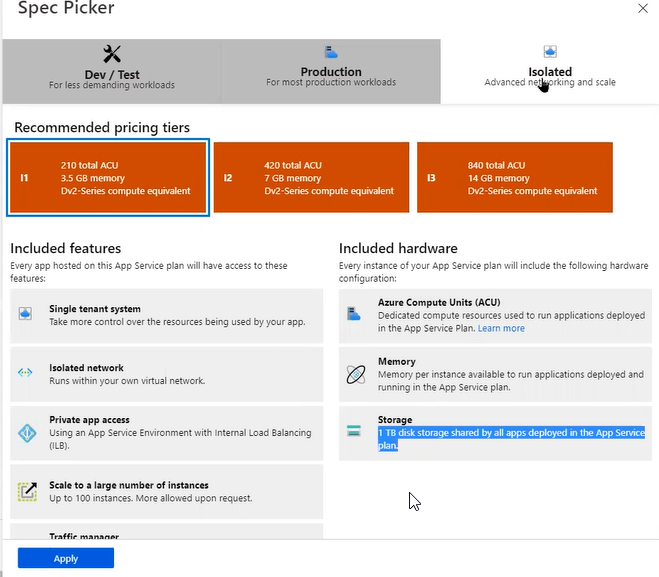 Spec Picker
Dev / Test
For less demanding workloads
Production
For most production workloads
Isolated
Advanced networking and scale
Recommended pricing tiers
I1
210 total ACU
3.5 GB memory
Dv2-Series compute equivalent
I2
420 total ACU
7 GB memory
Dv2-Series compute equivalent
I3
840 total ACU
14 GB memory
Dv2-Series compute equivalent
Included features
Every app hosted on this App Service plan will have access to these
features:
Single tenant system
Take more control over the resources being used by your app.
Isolated network
Runs within your own virtual network.
Private app access
Using an App Service Environment with Internal Load Balancing
(ILB).
Scale to a large number of instances
Up to 100 instances. More allowed upon request.
Traffic manager
Included hardware
Every instance of your App Service plan will include the following hardware
configuration:
Azure Compute Units (ACU)
Dedicated compute resources used to run applications deployed
in the App Service Plan. Learn more
Memory
Memory per instance available to run applications deployed and
running in the App Service plan.
Storage
1 TB disk storage shared by all apps deployed in the App Service
plan.
Apply